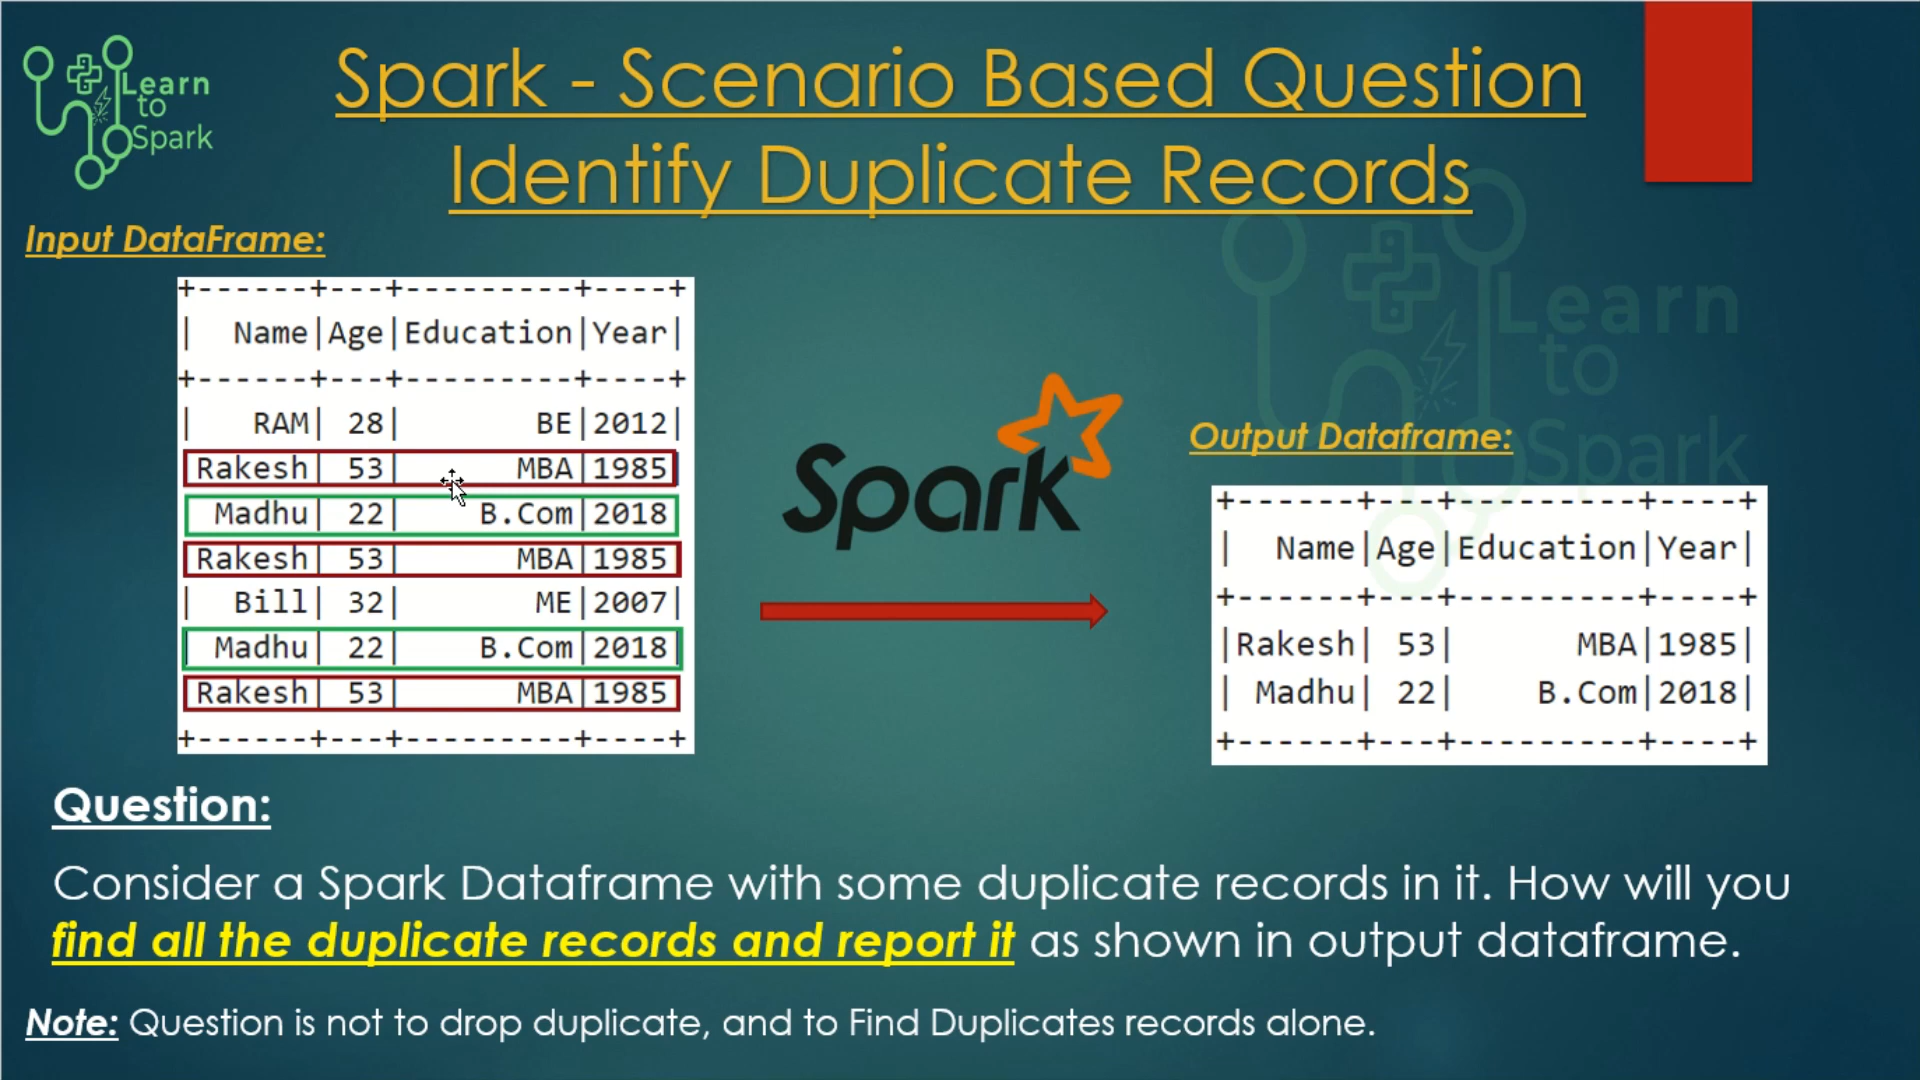 Learn
to
Spark
Spark - Scenario Based Question
Identify Duplicate Records
Input DataFrame:
+------+---+---------+----+
|  Name|Age|Education|Year|
+------+---+---------+----+
|   RAM| 28|       BE|2012|
Rakesh| 53|      MBA|1985
Madhu| 22|    B.Com|2018
Rakesh| 53|      MBA|1985
|  Bill| 32|       ME|2007|
| Madhu| 22|    B.Com|2018|
Rakesh| 53|      MBA|1985
+------+---+---------+----+
Spark
Learn
to
Spark
Output Dataframe:
+------+---+---------+----+
|  Name|Age|Education|Year|
+------+---+---------+----+
|Rakesh| 53|      MBA|1985|
| Madhu| 22|    B.Com|2018|
+------+---+---------+----+
Question:
Consider a Spark Dataframe with some duplicate records in it. How will you
find all the duplicate records and report it as shown in output dataframe.
Note: Question is not to drop duplicate, and to Find Duplicates records alone.